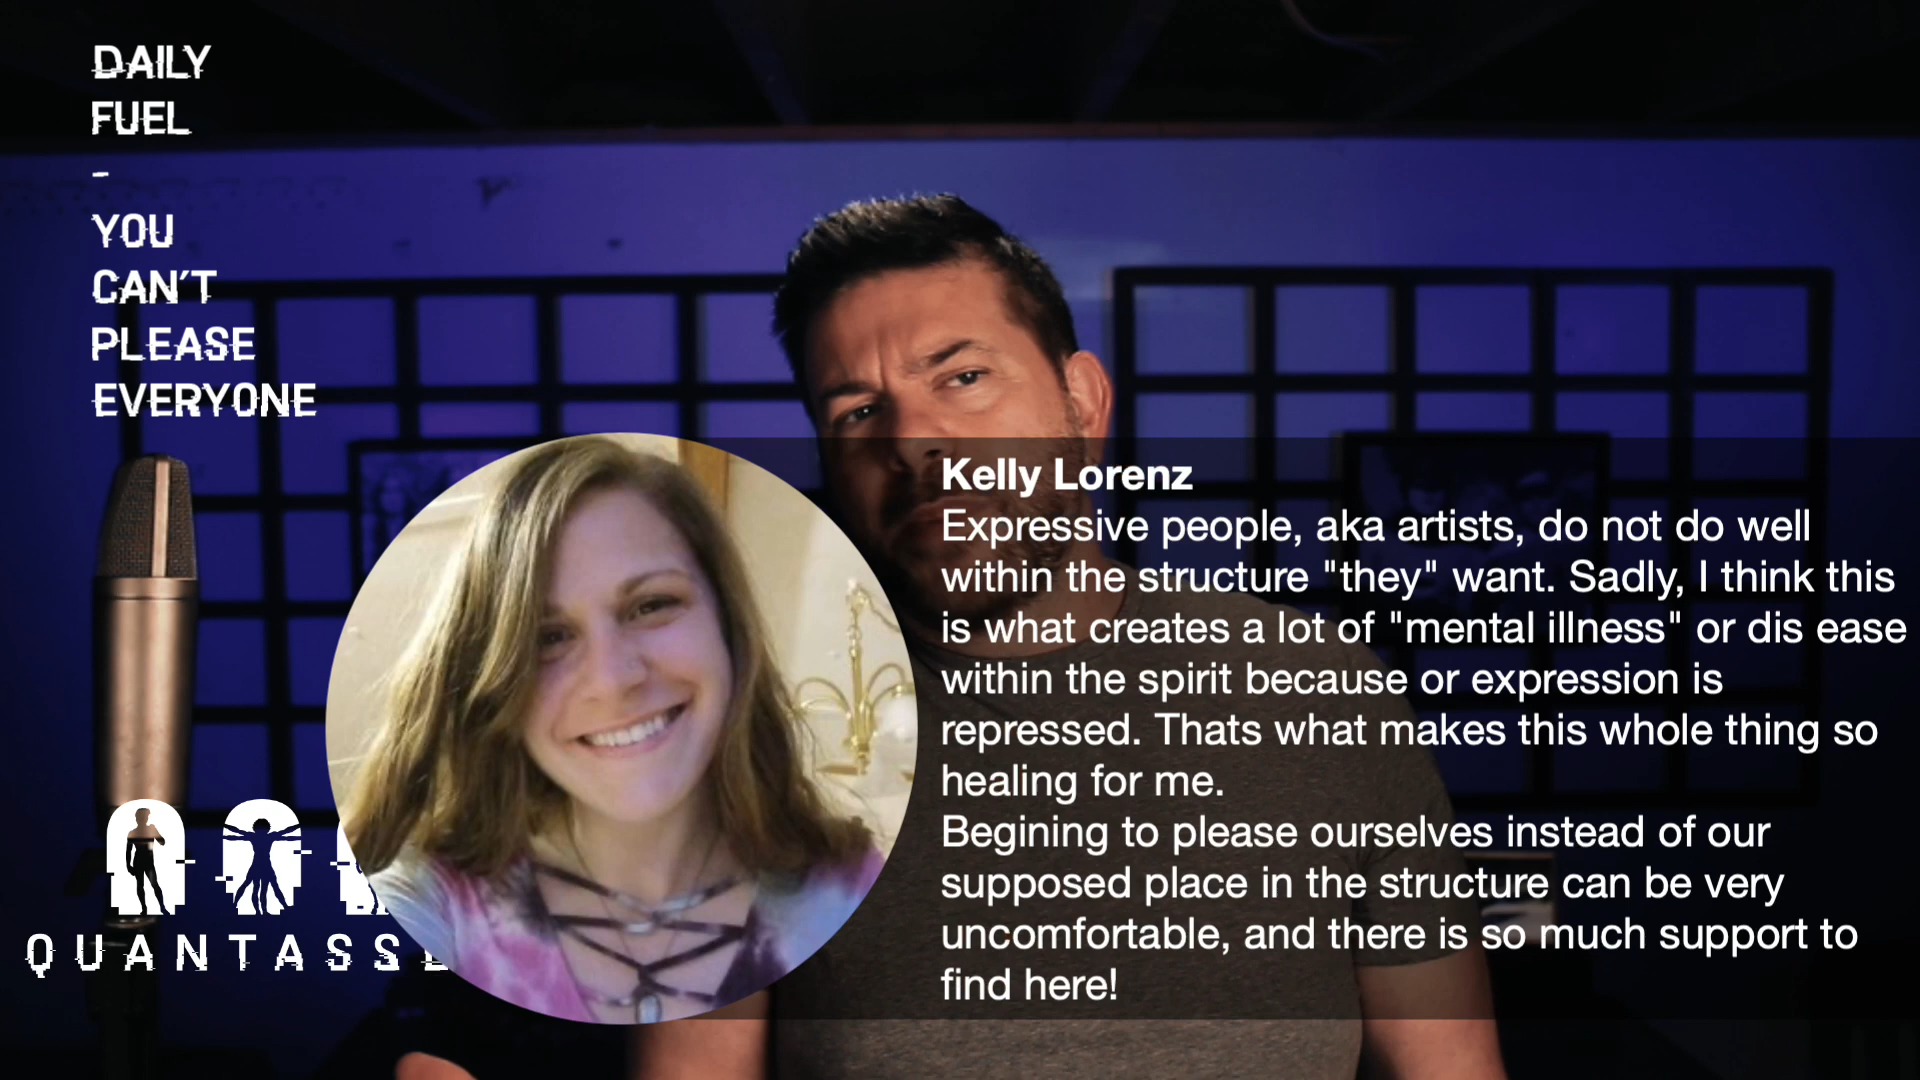 DAILY
FUEL
-
YOU
CAN'T
PLEASE
EVERYONE
Kelly Lorenz
Expressive people, aka artists, do not do well
within the structure "they" want. Sadly, I think this
is what creates a lot of "mental illness" or dis ease
within the spirit because or expression is
repressed. Thats what makes this whole thing so
healing for me.
Begining to please ourselves instead of our
supposed place in the structure can be very
uncomfortable, and there is so much support to
find here!